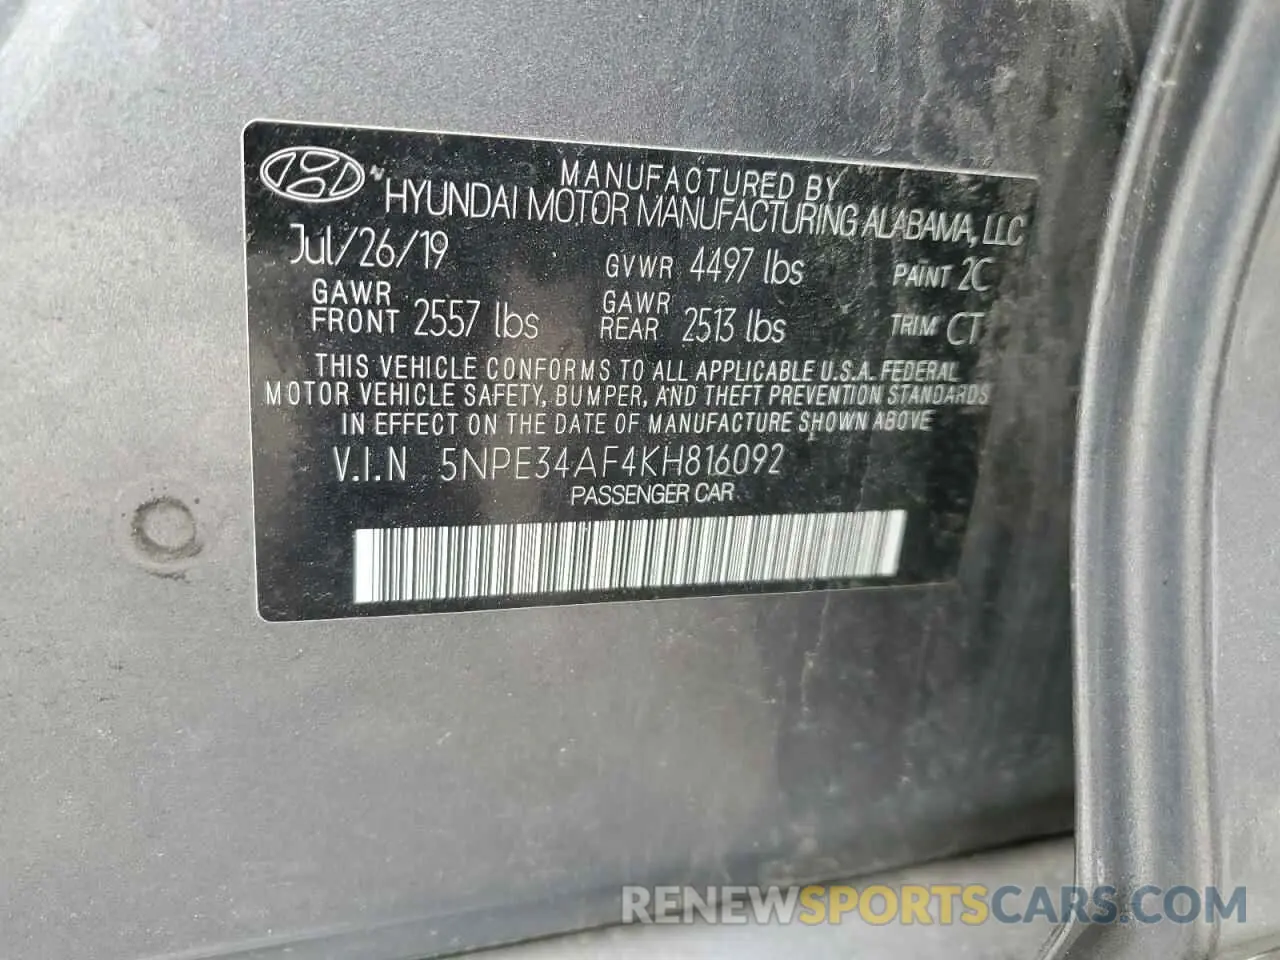 MANUFACTURED BY
HYUNDAI MOTOR MANUFACTURING ALABAMA, LLC
Jul/26/19 GVWR 4497 lbs PAINT 2C
GAWR FRONT 2557 lbs GAWR REAR 2513 lbs TRIM CT
THIS VEHICLE CONFORMS TO ALL APPLICABLE U.S.A. FEDERAL
MOTOR VEHICLE SAFETY, BUMPER, AND THEFT PREVENTION STANDARDS
IN EFFECT ON THE DATE OF MANUFACTURE SHOWN ABOVE
V.I.N 5NPE34AF4KH816092
PASSENGER CAR
RENEWSPORTSCARS.COM